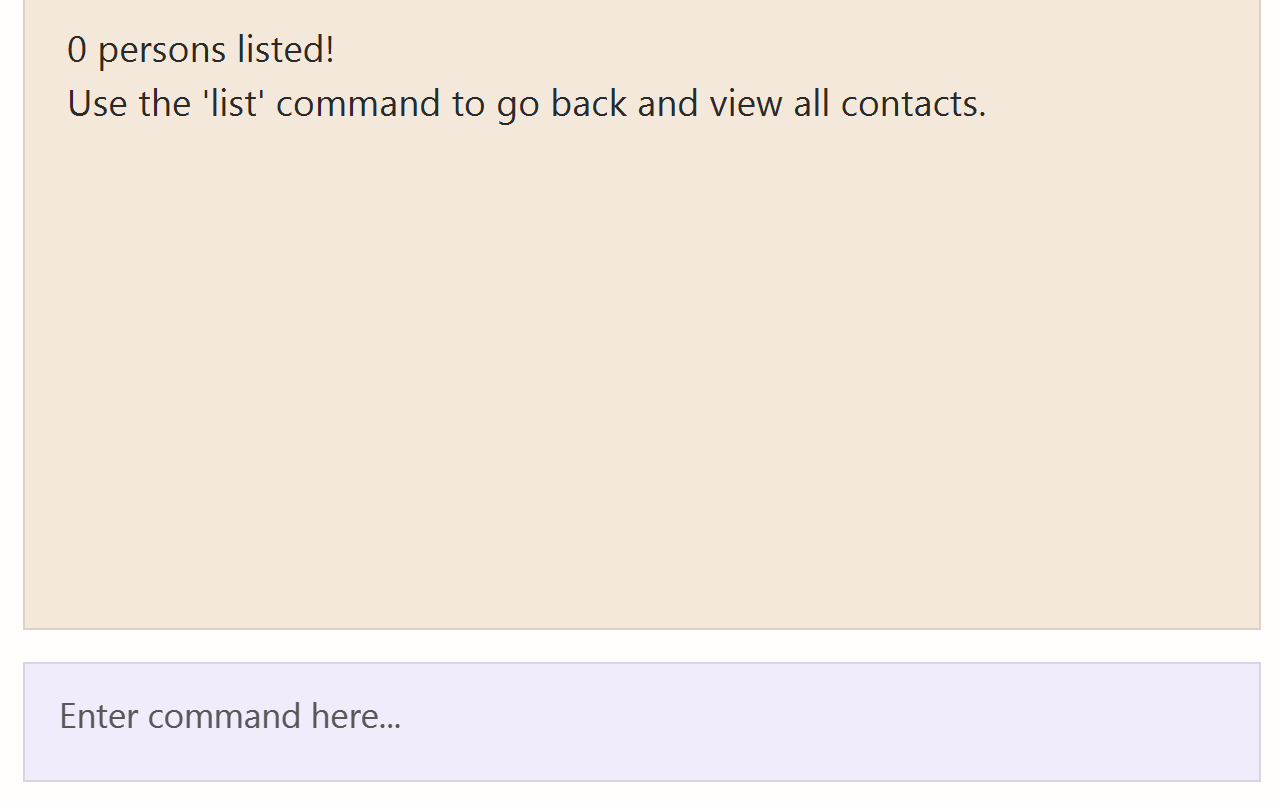 0 persons listed!
Use the 'list' command to go back and view all contacts.
Enter command here...